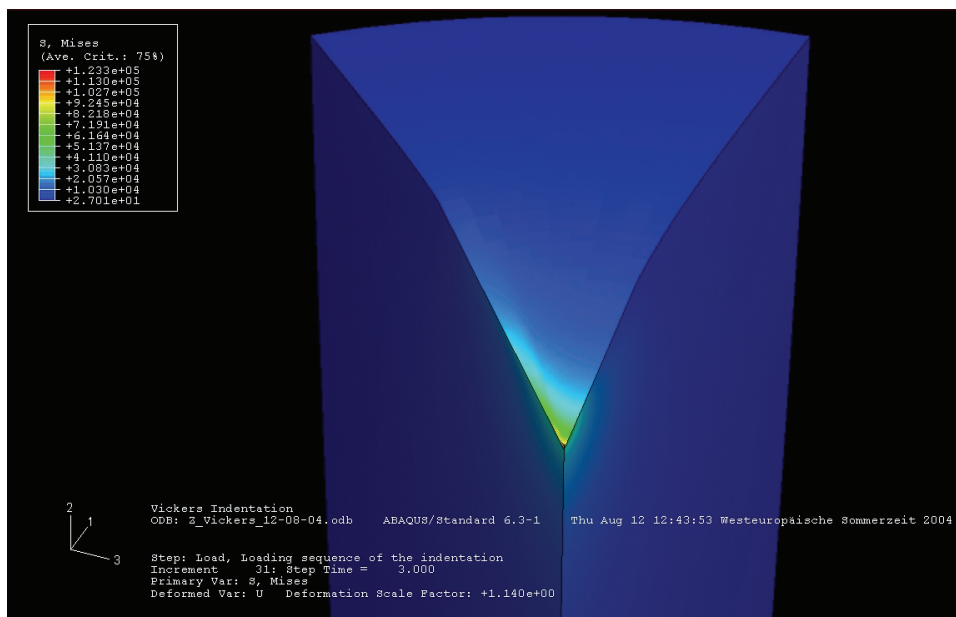 S, Mises
(Ave. Crit.: 75%)
+1.233e+05
+1.130e+05
+1.027e+05
+9.245e+04
+8.218e+04
+7.191e+04
+6.164e+04
+5.137e+04
+4.110e+04
+3.083e+04
+2.057e+04
+1.030e+04
+2.701e+01
2
1
3
Vickers Indentation
ODB: Z_Vickers_12-08-04.odb ABAQUS/Standard 6.3-1 Thu Aug 12 12:43:53 Westeuropäische Sommerzeit 2004
Step: Load, Loading sequence of the indentation
Increment 31: Step Time = 3.000
Primary Var: S, Mises
Deformed Var: U Deformation Scale Factor: +1.140e+00